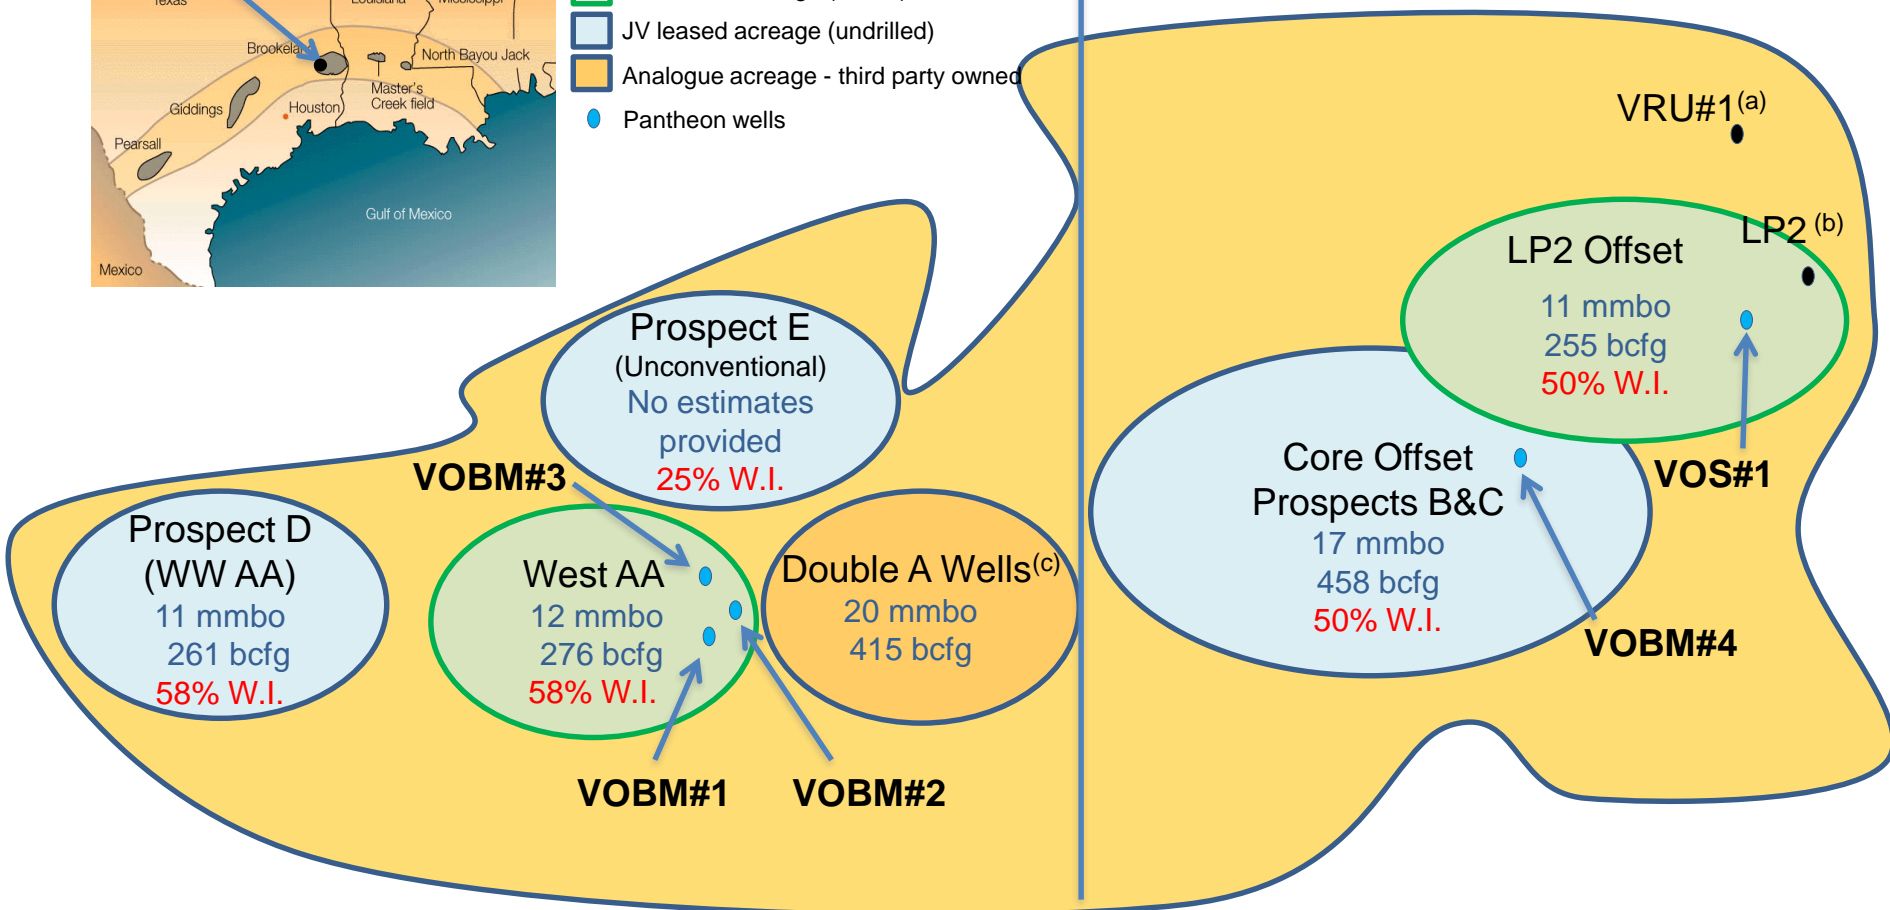 Texas
Brookeland
North Bayou Jack
Master's
Creek field
Giddings
Houston
Pearsall
Gulf of Mexico
Mexico
JV leased acreage (undrilled)
Analogue acreage - third party owned
Pantheon wells
VRU#1(a)
LP2 (b)
LP2 Offset
11 mmbo
255 bcfg
50% W.I.
Prospect E
(Unconventional)
No estimates
provided
25% W.I.
VOBM#3
VOS#1
Core Offset
Prospects B&C
17 mmbo
458 bcfg
50% W.I.
VOBM#4
Prospect D
(WW AA)
11 mmbo
261 bcfg
58% W.I.
West AA
12 mmbo
276 bcfg
58% W.I.
Double A Wells(c)
20 mmbo
415 bcfg
VOBM#1
VOBM#2